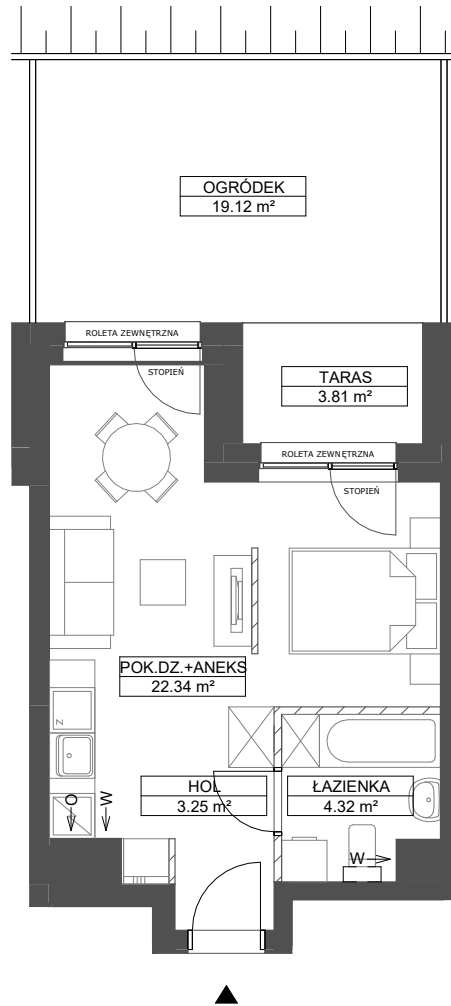 OGRÓDEK
19.12 m²
ROLETA ZEWNĘTRZNA
STOPIEŃ
TARAS
3.81 m²
ROLETA ZEWNĘTRZNA
STOPIEŃ
POK.DZ.+ANEKS
22.34 m²
Z
HOL
3.25 m²
ŁAZIENKA
4.32 m²
O
W
W